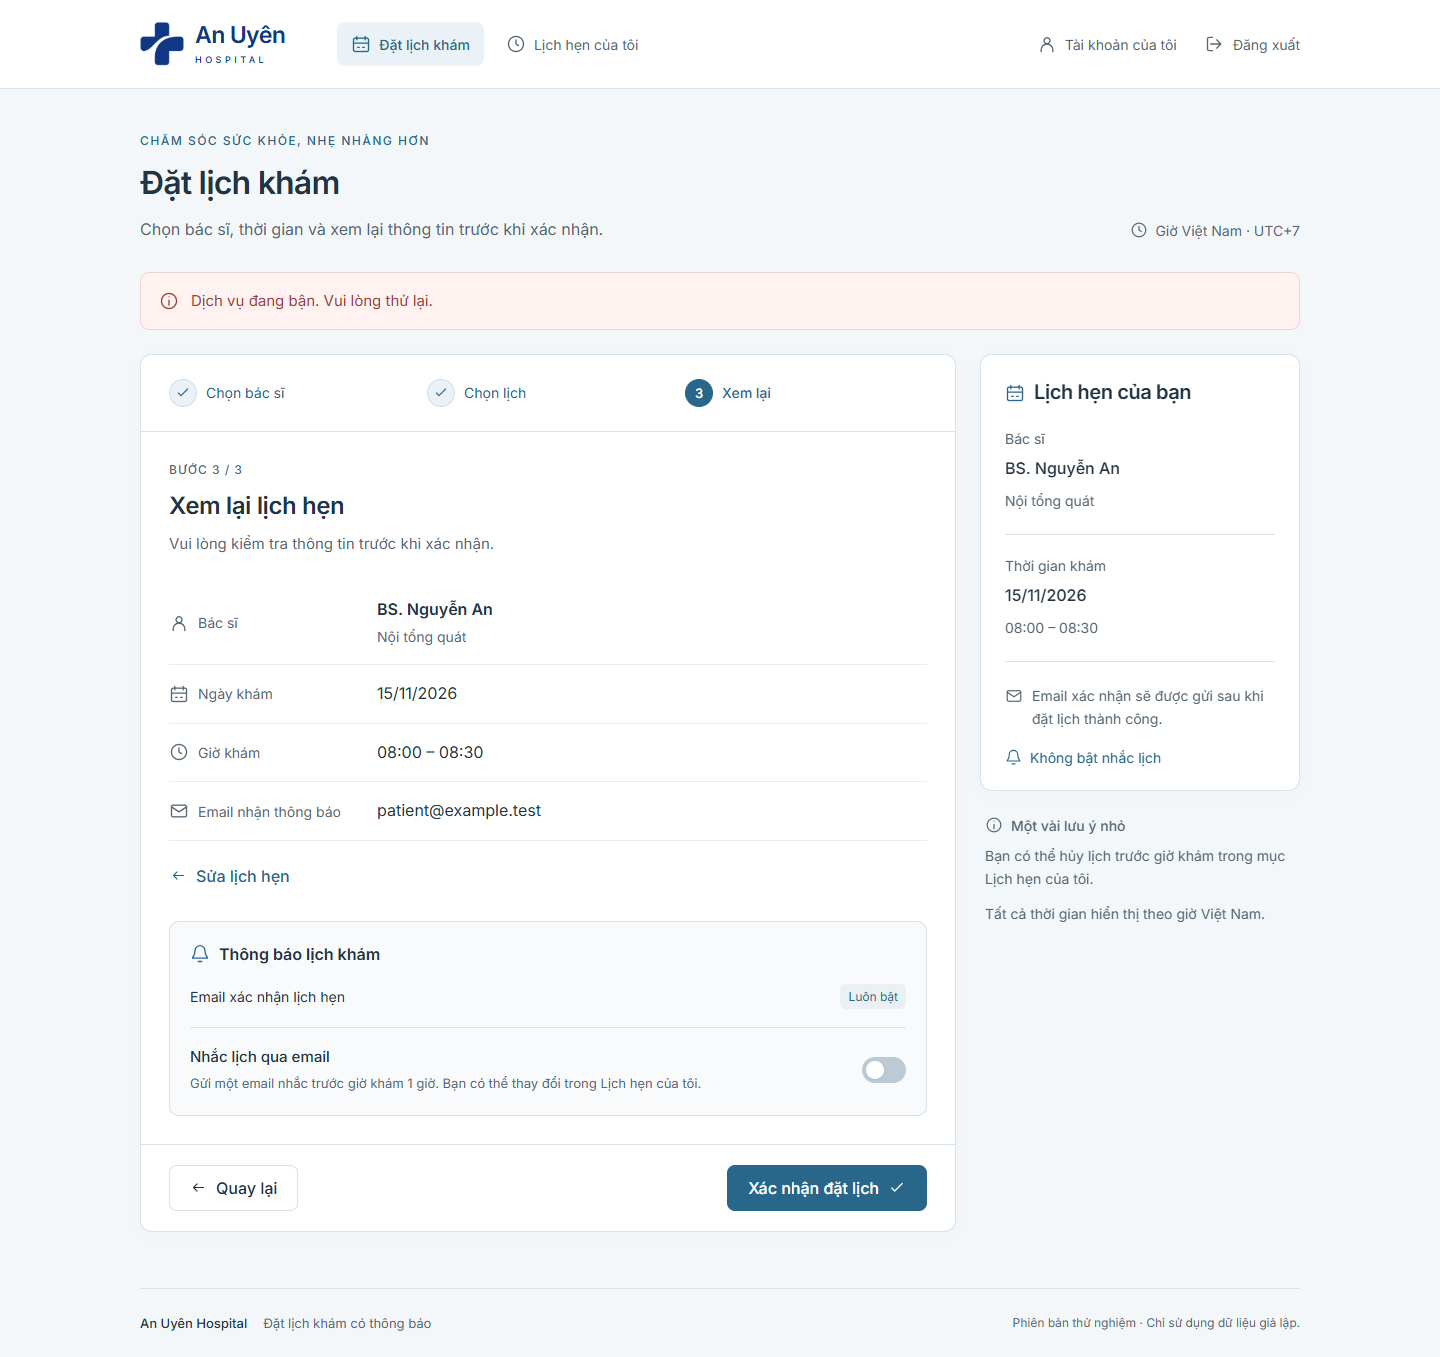 An Uyên
HOSPITAL
Đặt lịch khám
Lịch hẹn của tôi
Tài khoản của tôi
Đăng xuất
CHĂM SÓC SỨC KHỎE, NHẸ NHÀNG HƠN
Đặt lịch khám
Chọn bác sĩ, thời gian và xem lại thông tin trước khi xác nhận.
Giờ Việt Nam · UTC+7
Dịch vụ đang bận. Vui lòng thử lại.
Chọn bác sĩ
Chọn lịch
3 Xem lại
BƯỚC 3 / 3
Xem lại lịch hẹn
Vui lòng kiểm tra thông tin trước khi xác nhận.
Bác sĩ
BS. Nguyễn An
Nội tổng quát
Ngày khám
15/11/2026
Giờ khám
08:00 – 08:30
Email nhận thông báo
patient@example.test
Sửa lịch hẹn
Thông báo lịch khám
Email xác nhận lịch hẹn
Luôn bật
Nhắc lịch qua email
Gửi một email nhắc trước giờ khám 1 giờ. Bạn có thể thay đổi trong Lịch hẹn của tôi.
Quay lại
Xác nhận đặt lịch
Lịch hẹn của bạn
Bác sĩ
BS. Nguyễn An
Nội tổng quát
Thời gian khám
15/11/2026
08:00 – 08:30
Email xác nhận sẽ được gửi sau khi
đặt lịch thành công.
Không bật nhắc lịch
Một vài lưu ý nhỏ
Bạn có thể hủy lịch trước giờ khám trong mục
Lịch hẹn của tôi.
Tất cả thời gian hiển thị theo giờ Việt Nam.
An Uyên Hospital
Đặt lịch khám có thông báo
Phiên bản thử nghiệm · Chỉ sử dụng dữ liệu giả lập.